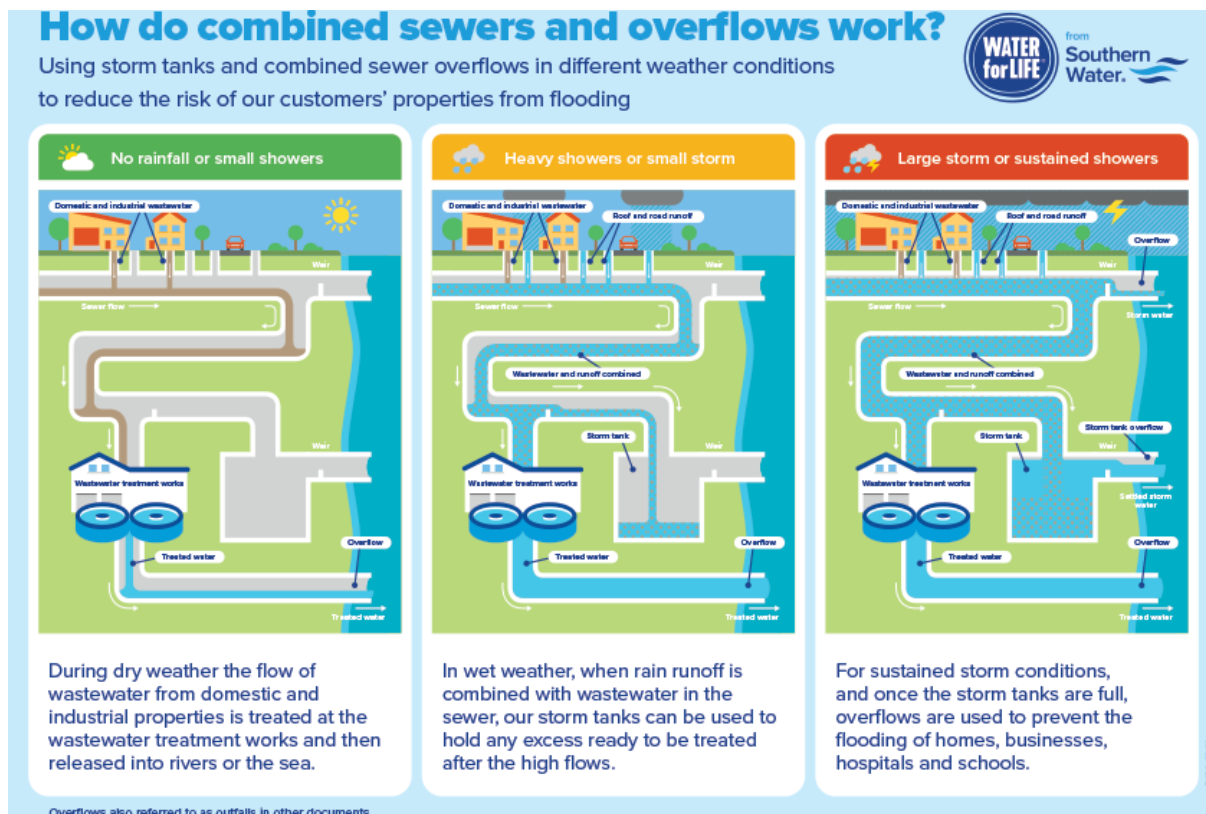 How do combined sewers and overflows work?
Using storm tanks and combined sewer overflows in different weather conditions
to reduce the risk of our customers’ properties from flooding
WATER
for LIFE
from
Southern
Water.
No rainfall or small showers
Domestic and industrial wastewater
Weir
Sewer flow
Weir
Wastewater treatment works
Overflow
Treated water
Treated water
During dry weather the flow of
wastewater from domestic and
industrial properties is treated at the
wastewater treatment works and then
released into rivers or the sea.
Heavy showers or small storm
Domestic and industrial wastewater
Roof and road runoff
Weir
Sewer flow
Wastewater and runoff combined
Storm tank
Weir
Wastewater treatment works
Overflow
Treated water
Treated water
In wet weather, when rain runoff is
combined with wastewater in the
sewer, our storm tanks can be used to
hold any excess ready to be treated
after the high flows.
Large storm or sustained showers
Domestic and industrial wastewater
Roof and road runoff
Overflow
Weir
Sewer flow
Storm water
Wastewater and runoff combined
Storm tank overflow
Storm tank
Weir
Wastewater treatment works
Settled storm
water
Overflow
Treated water
Treated water
For sustained storm conditions,
and once the storm tanks are full,
overflows are used to prevent the
flooding of homes, businesses,
hospitals and schools.
Overflows also referred to as outfalls in other documents